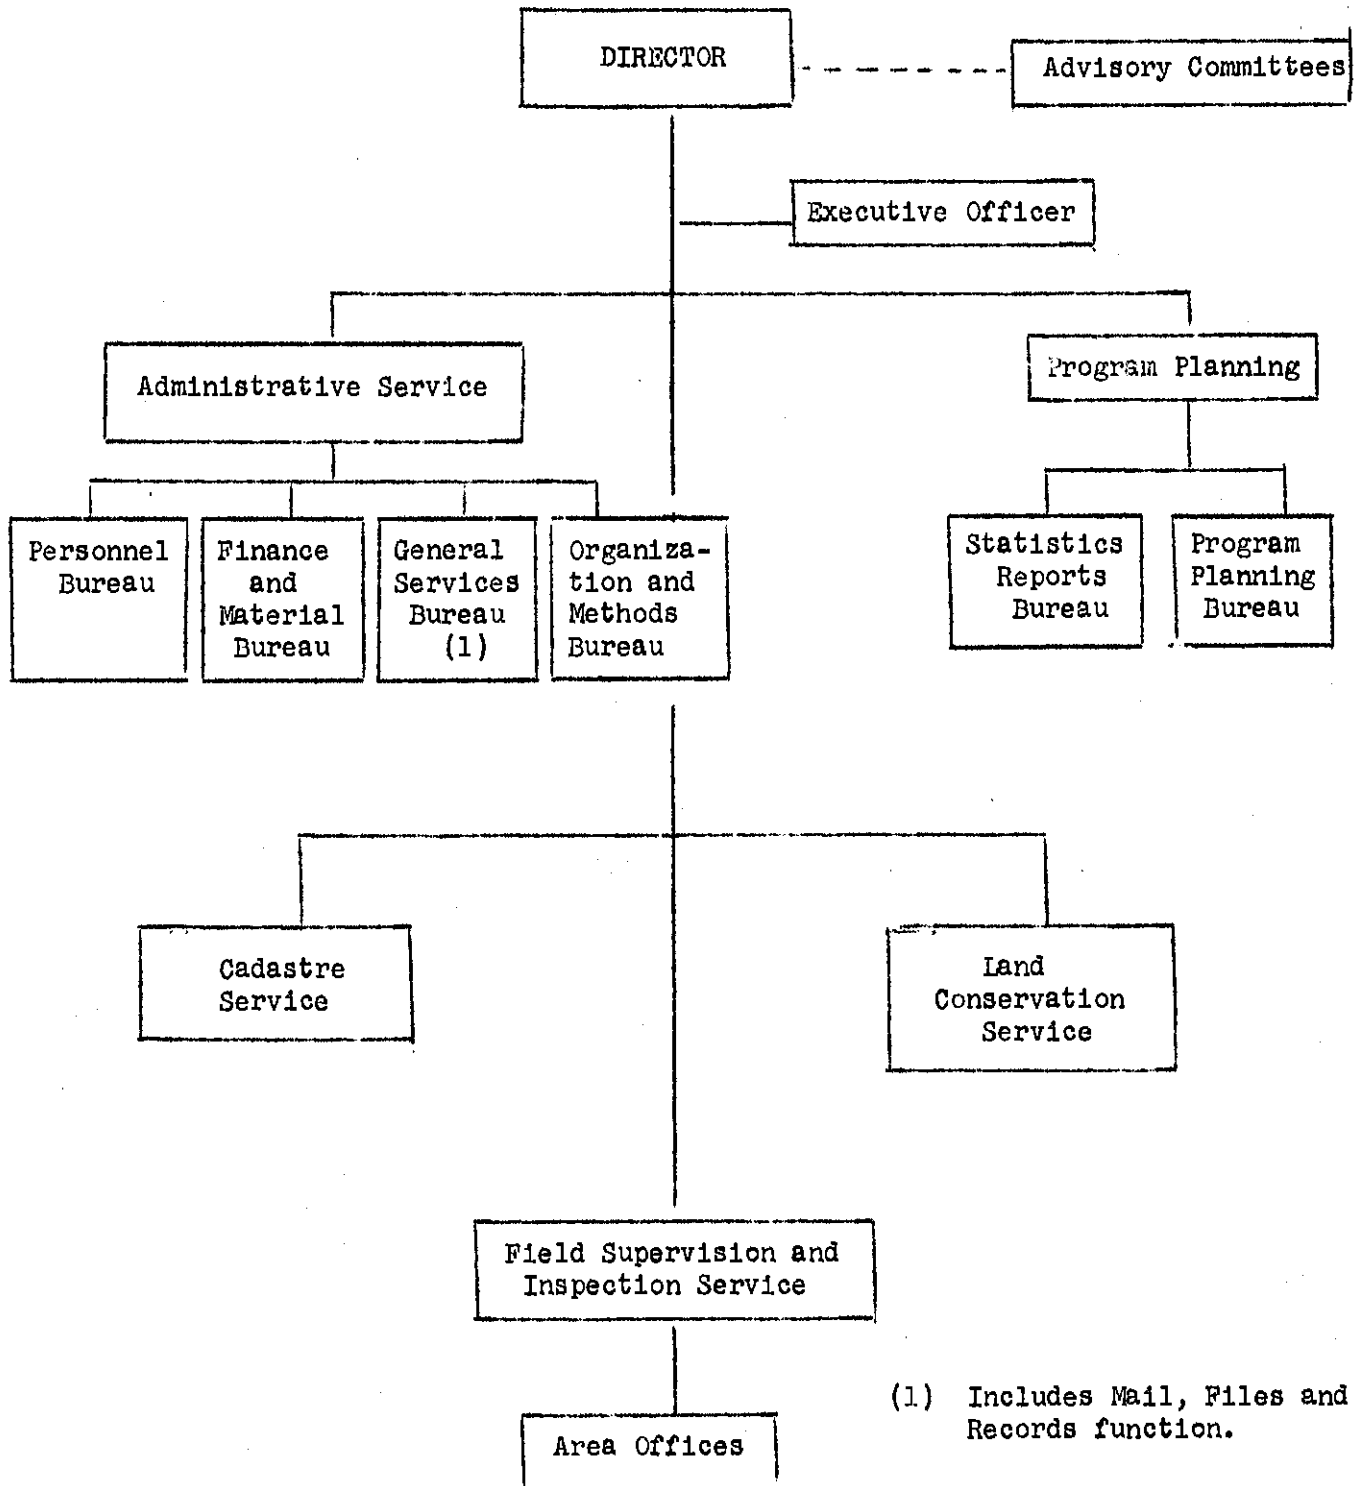 DIRECTOR
Advisory Committees
Executive Officer
Administrative Service
Program Planning
Personnel
Bureau
Finance
and
Material
Bureau
General
Services
Bureau
(1)
Organiza-
tion and
Methods
Bureau
Statistics
Reports
Bureau
Program
Planning
Bureau
Cadastre
Service
Land
Conservation
Service
Field Supervision and
Inspection Service
Area Offices
(1) Includes Mail, Files and
Records function.